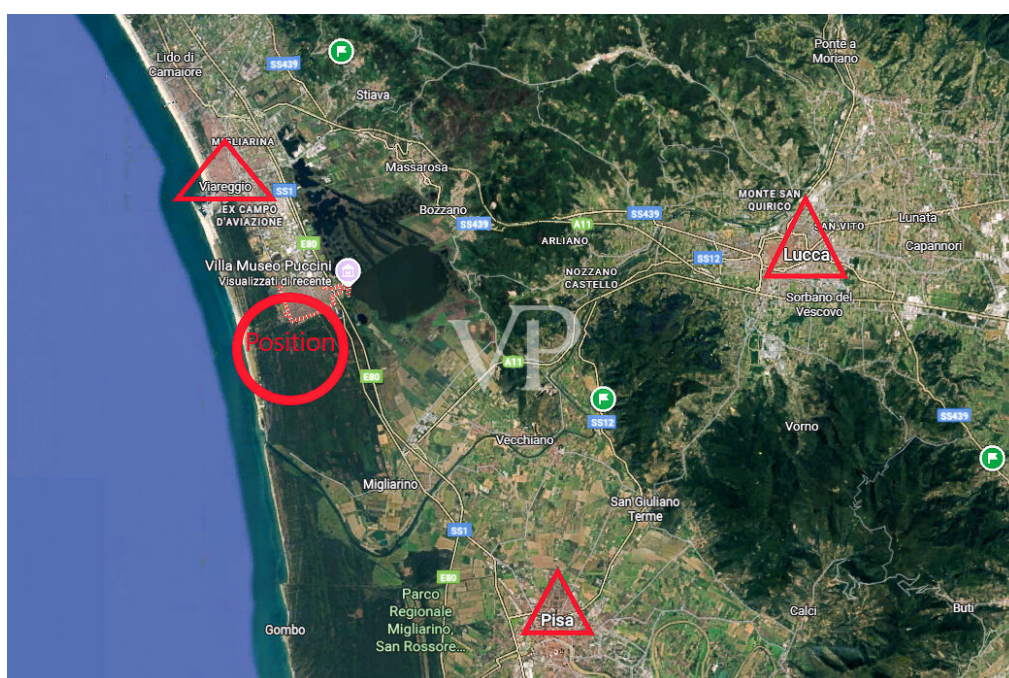 Lido di
Camaiore
SS439
Stiava
Ponte a
Moriano
MIGLIARINA
Massarosa
Viareggio
SS1
EX CAMPO
D'AVIAZIONE
Bozzano
SS439
E80
ARLIANO
A11
SS439
MONTE SAN
QUIRICO
SAN VITO
Lunata
Capannori
Lucca
SS12
Villa Museo Puccini
Visualizzati di recente
NOZZANO
CASTELLO
Sorbano del
Vescovo
Position
VP
A11
E80
SS12
SS439
Vorno
Vecchiano
Migliarino
San Giuliano
Terme
SS1
E80
Parco
Regionale
Migliarino,
San Rossore...
Gombo
Pisa
Calci
Buti